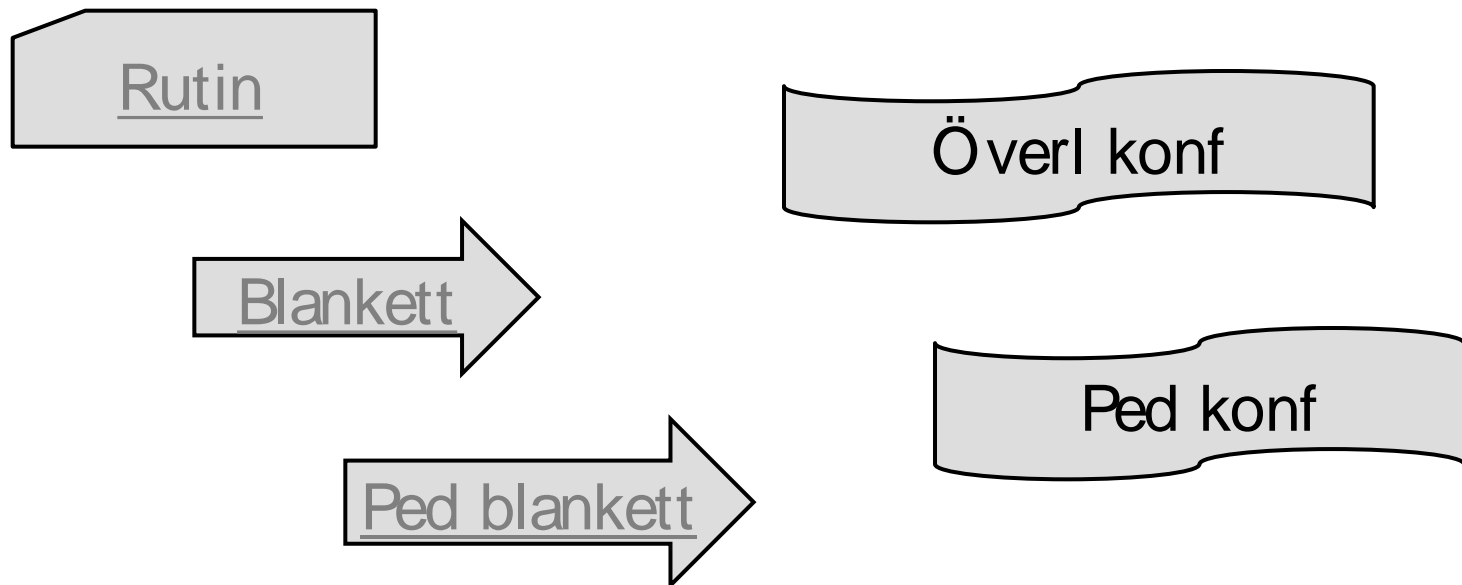 Rutin
Överl konf
Blankett
Ped konf
Ped blankett